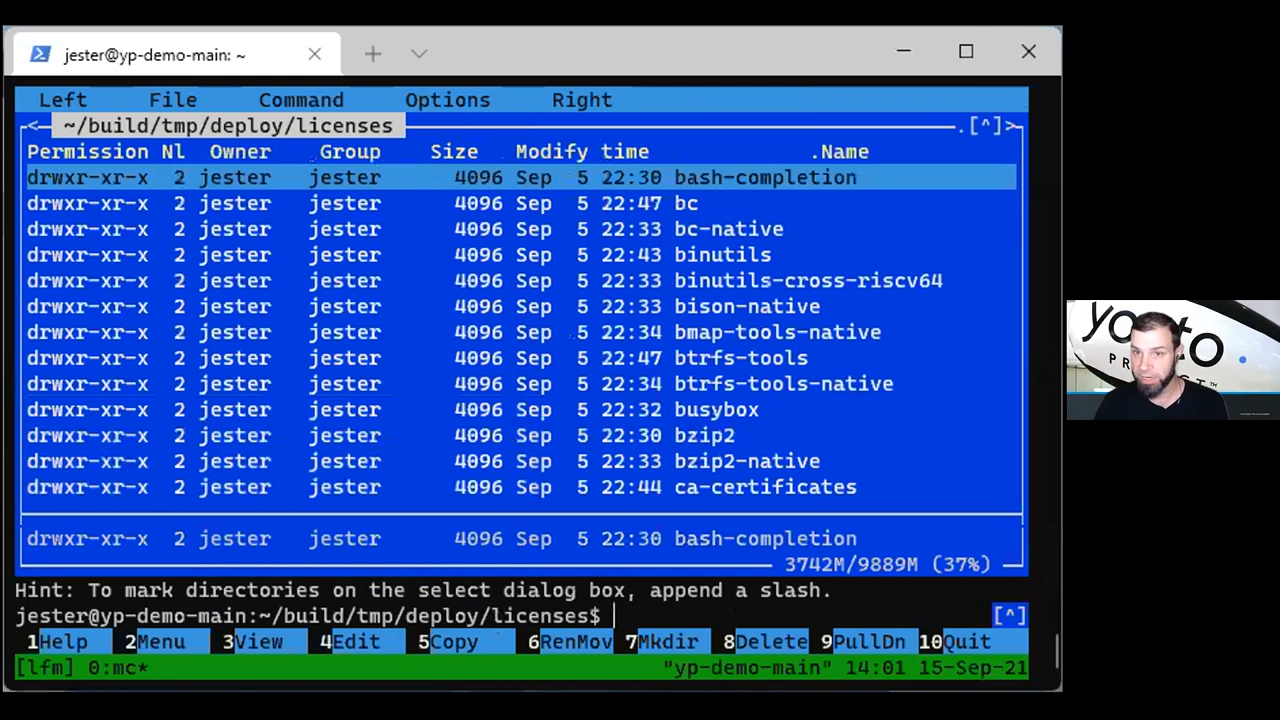 jester@yp-demo-main: ~
Left File Command Options Right
<- ~/build/tmp/deploy/licenses .[^]>
Permission Nl Owner Group Size Modify time .Name
drwxr-xr-x 2 jester jester 4096 Sep 5 22:30 bash-completion
drwxr-xr-x 2 jester jester 4096 Sep 5 22:47 bc
drwxr-xr-x 2 jester jester 4096 Sep 5 22:33 bc-native
drwxr-xr-x 2 jester jester 4096 Sep 5 22:43 binutils
drwxr-xr-x 2 jester jester 4096 Sep 5 22:33 binutils-cross-riscv64
drwxr-xr-x 2 jester jester 4096 Sep 5 22:33 bison-native
drwxr-xr-x 2 jester jester 4096 Sep 5 22:34 bmap-tools-native
drwxr-xr-x 2 jester jester 4096 Sep 5 22:47 btrfs-tools
drwxr-xr-x 2 jester jester 4096 Sep 5 22:34 btrfs-tools-native
drwxr-xr-x 2 jester jester 4096 Sep 5 22:32 busybox
drwxr-xr-x 2 jester jester 4096 Sep 5 22:30 bzip2
drwxr-xr-x 2 jester jester 4096 Sep 5 22:33 bzip2-native
drwxr-xr-x 2 jester jester 4096 Sep 5 22:44 ca-certificates
drwxr-xr-x 2 jester jester 4096 Sep 5 22:30 bash-completion
3742M/9889M (37%)
Hint: To mark directories on the select dialog box, append a slash.
jester@yp-demo-main:~/build/tmp/deploy/licenses$ [^]
1Help 2Menu 3View 4Edit 5Copy 6RenMov 7Mkdir 8Delete 9PullDn 10Quit
[lfm] 0:mc* "yp-demo-main" 14:01 15-Sep-21